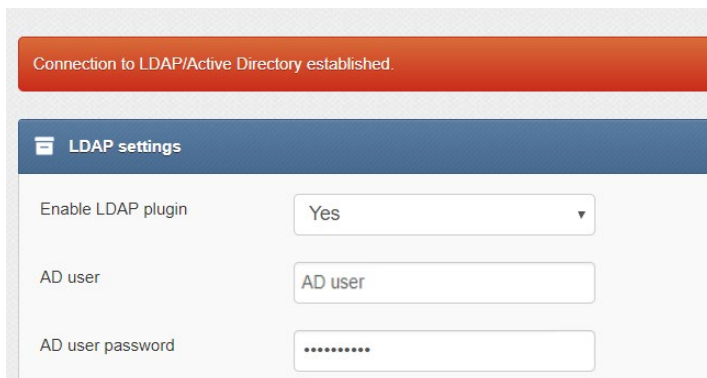 Connection to LDAP/Active Directory established.
LDAP settings
Enable LDAP plugin
Yes
AD user
AD user
AD user password
••••••••••